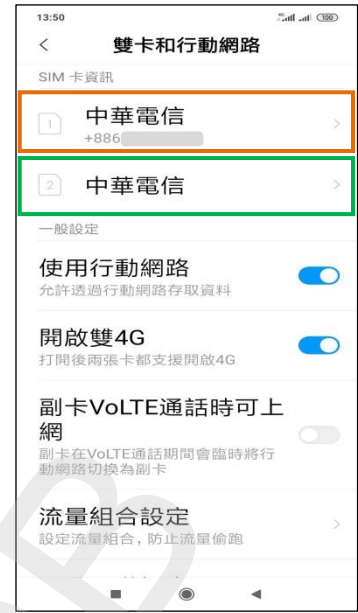 13:50
4G
100
雙卡和行動網路
SIM 卡資訊
1
中華電信
+886
2
中華電信
一般設定
使用行動網路
允許透過行動網路存取資料
開啟雙4G
打開後兩張卡都支援開啟4G
副卡VoLTE通話時可上
網
副卡在VoLTE通話期間會臨時將行
動網路切換為副卡
流量組合設定
設定流量組合，防止流量偷跑